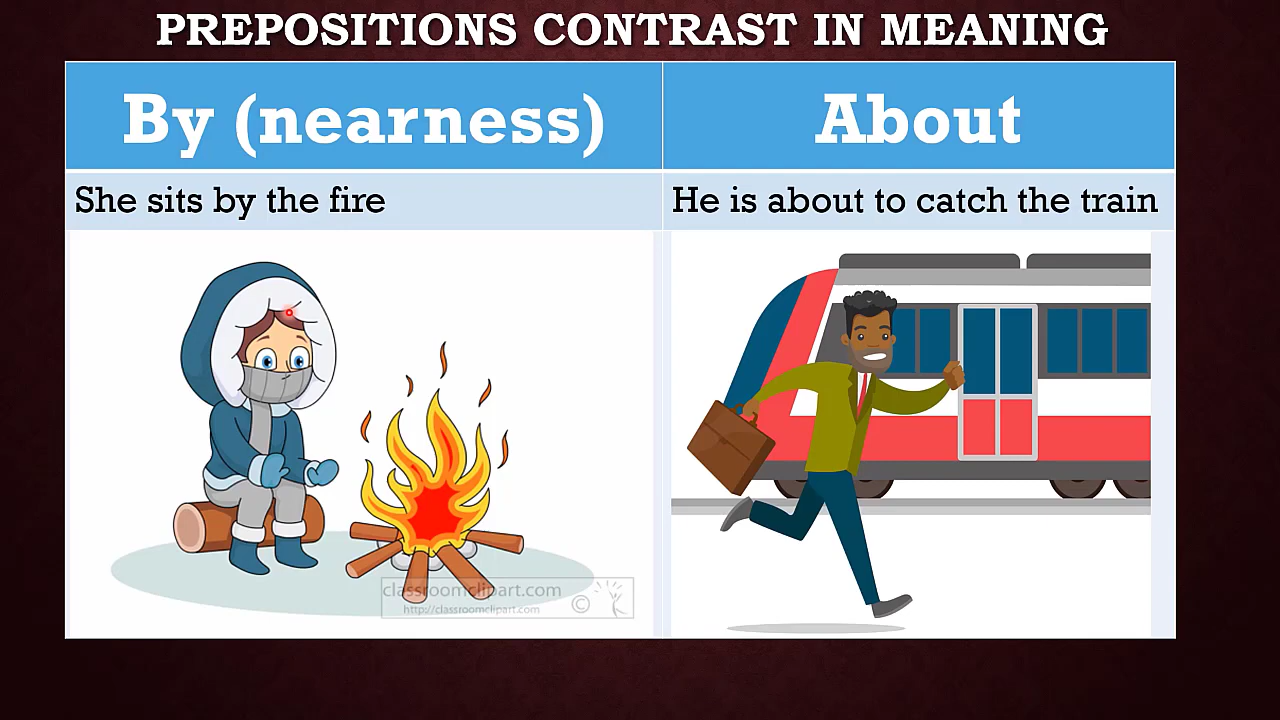 PREPOSITIONS CONTRAST IN MEANING
By (nearness)
About
She sits by the fire
He is about to catch the train
classroomclipart.com
http://classroomclipart.com
©